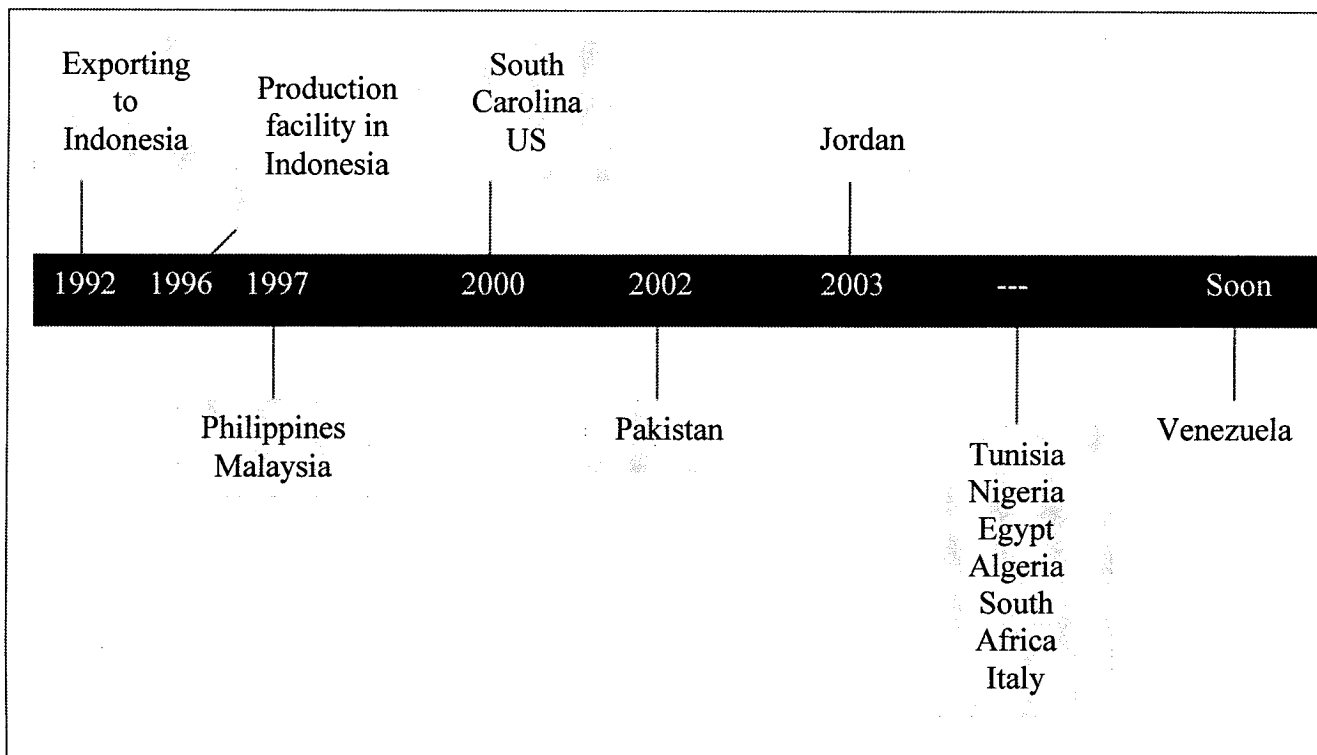 Exporting
to
Indonesia
Production
facility in
Indonesia
South
Carolina
US
Jordan
1992 1996 1997 2000 2002 2003 --- Soon
Philippines
Malaysia
Pakistan
Tunisia
Nigeria
Egypt
Algeria
South
Africa
Italy
Venezuela